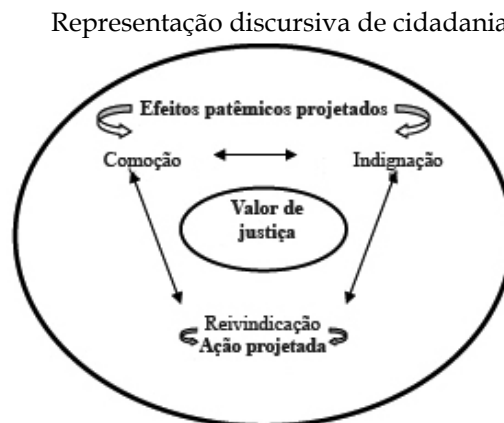 Representação discursiva de cidadania
Efeitos patêmicos projetados
Comoção Indignação
Valor de
justiça
Reivindicação
Ação projetada